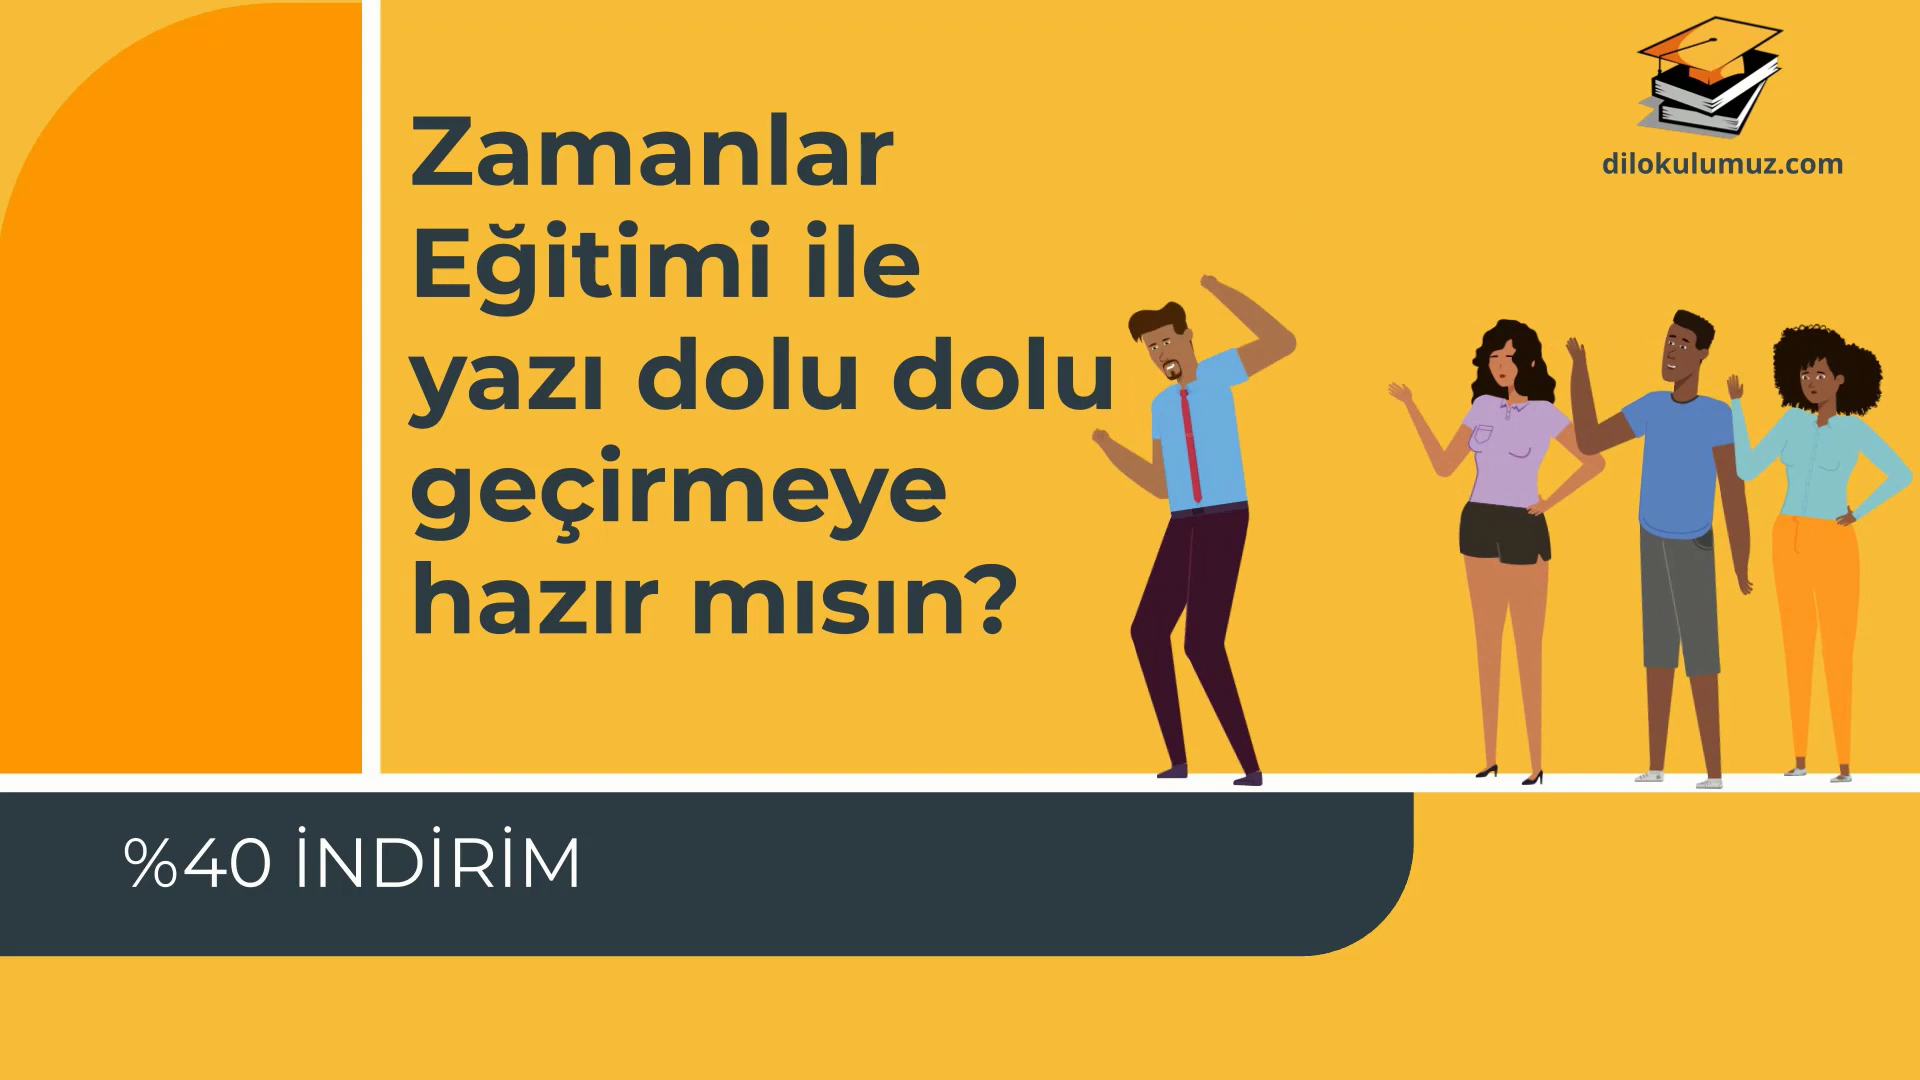 dilokulumuz.com
Zamanlar
Eğitimi ile
yazı dolu dolu
geçirmeye
hazır mısın?
%40 İNDİRİM